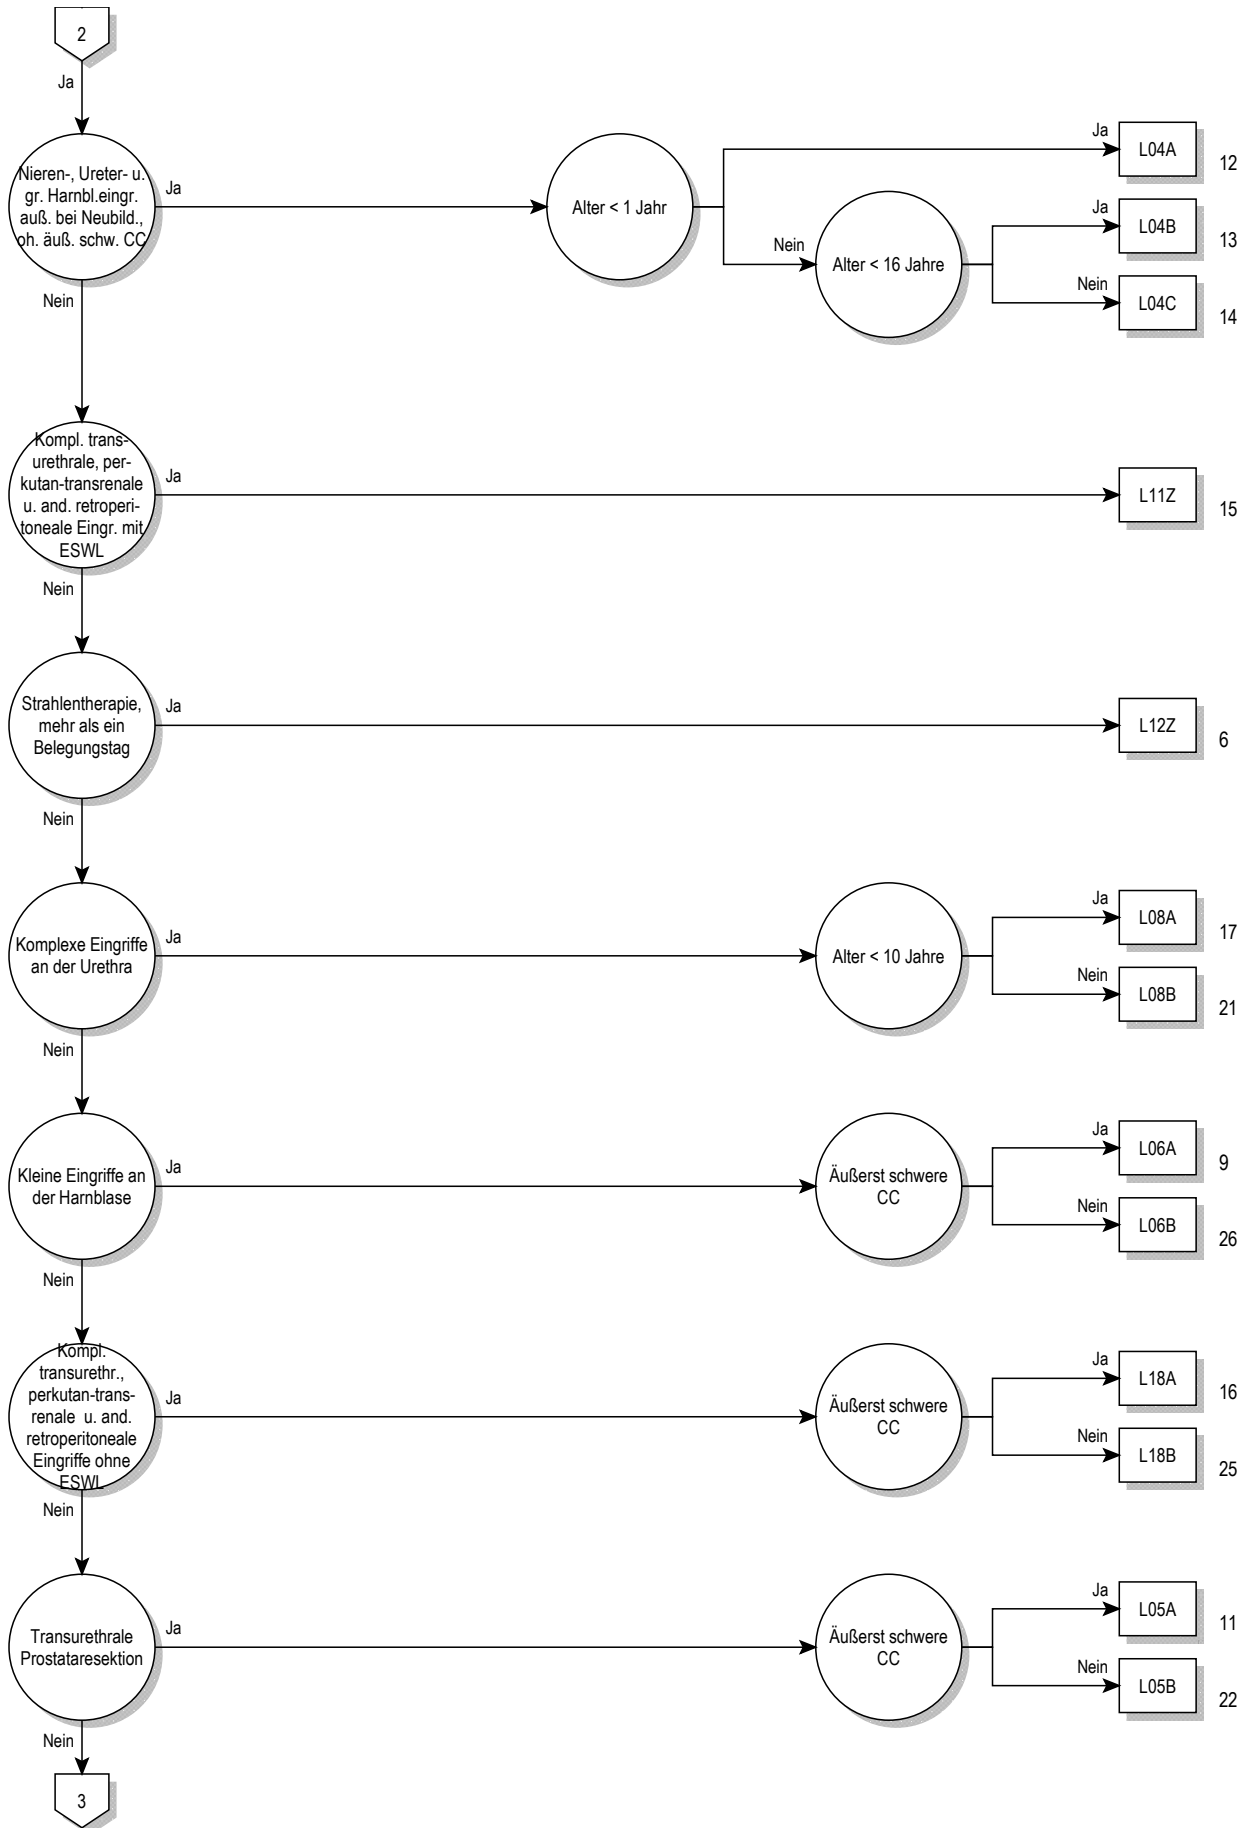 2
Ja
Nieren-, Ureter- u.
gr. Harnbl.eingr.
auß. bei Neubild.,
oh. äuß. schw. CC
Ja
Alter < 1 Jahr
Ja
L04A
12
Nein
Alter < 16 Jahre
Ja
L04B
13
Nein
L04C
14
Nein
Kompl. trans-
urethrale, per-
kutan-transrenale
u. and. retroperi-
toneale Eingr. mit
ESWL
Ja
L11Z
15
Nein
Strahlentherapie,
mehr als ein
Belegungstag
Ja
L12Z
6
Nein
Komplexe Eingriffe
an der Urethra
Ja
Alter < 10 Jahre
Ja
L08A
17
Nein
L08B
21
Nein
Kleine Eingriffe an
der Harnblase
Ja
Äußerst schwere
CC
Ja
L06A
9
Nein
L06B
26
Nein
Kompl.
transurethr.,
perkutan-trans-
renale u. and.
retroperitoneale
Eingriffe ohne
ESWL
Ja
Äußerst schwere
CC
Ja
L18A
16
Nein
L18B
25
Nein
Transurethrale
Prostataresektion
Ja
Äußerst schwere
CC
Ja
L05A
11
Nein
L05B
22
Nein
3